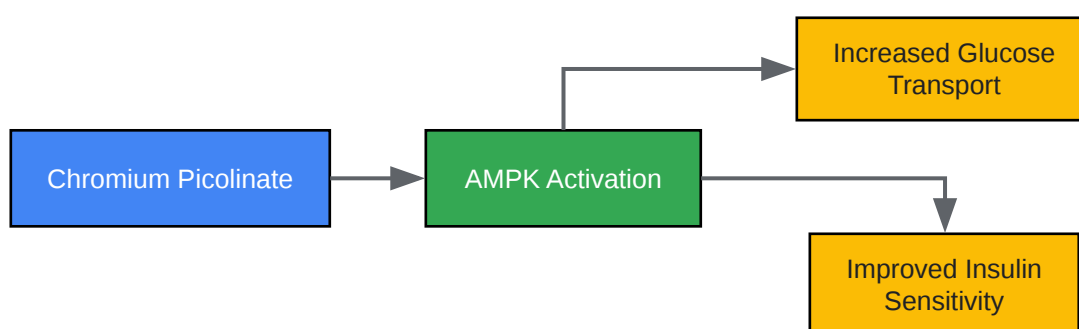 Increased Glucose
Transport
Chromium Picolinate
AMPK Activation
Improved Insulin
Sensitivity